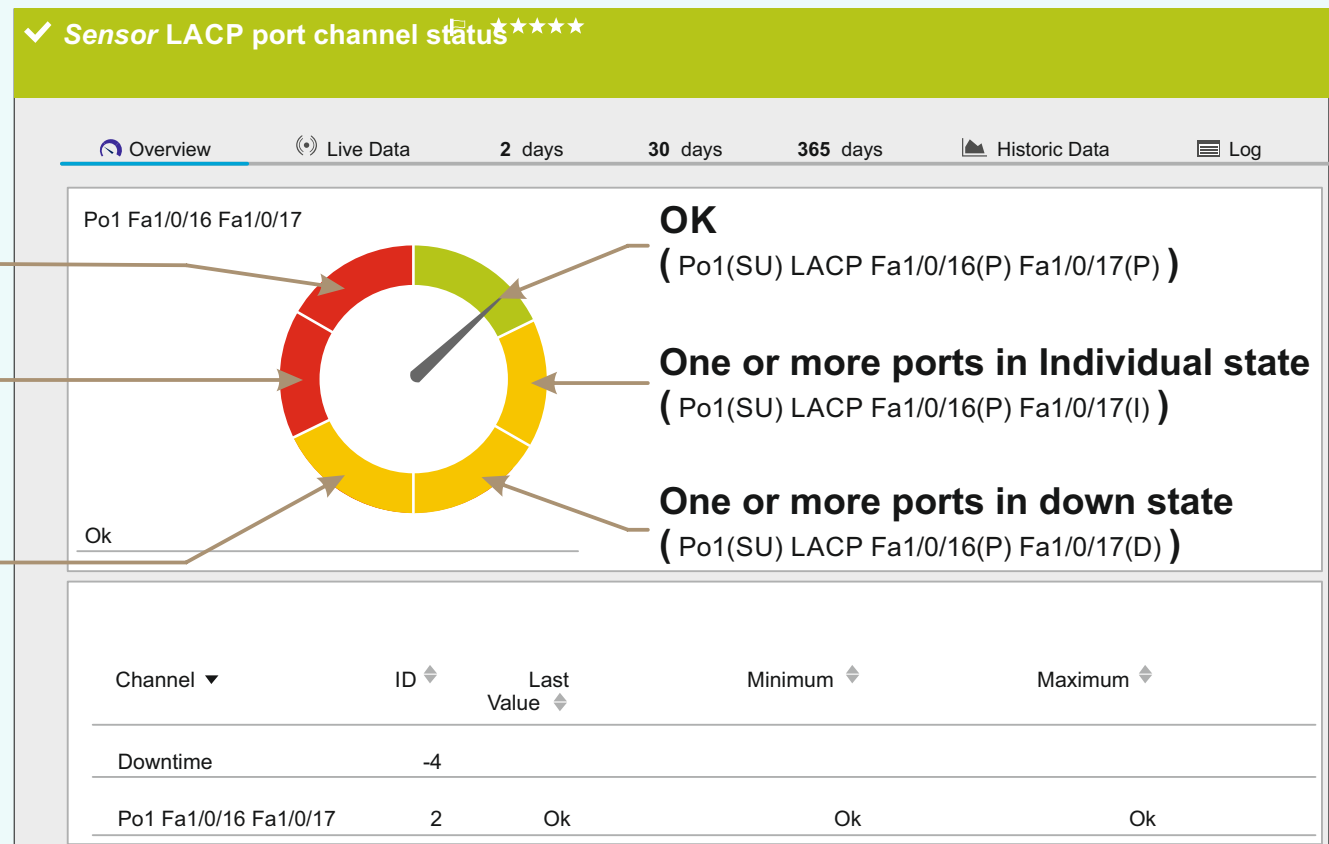 Sensor LACP port channel status
Overview Live Data 2 days 30 days 365 days Historic Data Log
Po1 Fa1/0/16 Fa1/0/17
OK
( Po1(SU) LACP Fa1/0/16(P) Fa1/0/17(P) )
One or more ports in Individual state
( Po1(SU) LACP Fa1/0/16(P) Fa1/0/17(I) )
One or more ports in down state
( Po1(SU) LACP Fa1/0/16(P) Fa1/0/17(D) )
Ok
Channel ID Last Minimum Maximum
Value
Downtime -4
Po1 Fa1/0/16 Fa1/0/17 2 Ok Ok Ok